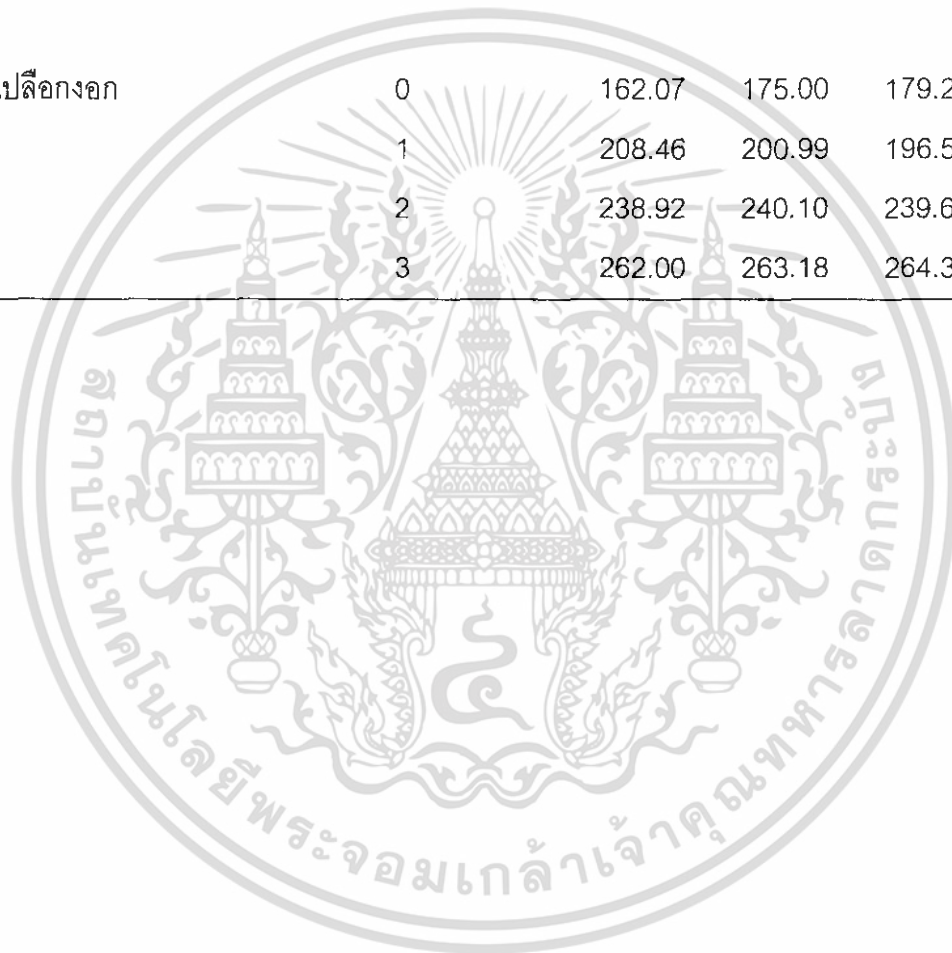 เปลือกงอก 0 162.07 175.00 179.2
1 208.46 200.99 196.5
2 238.92 240.10 239.6
3 262.00 263.18 264.3
สถาบันเทคโนโลยีพระจอมเกล้าเจ้าคุณทหารลาดกระบัง